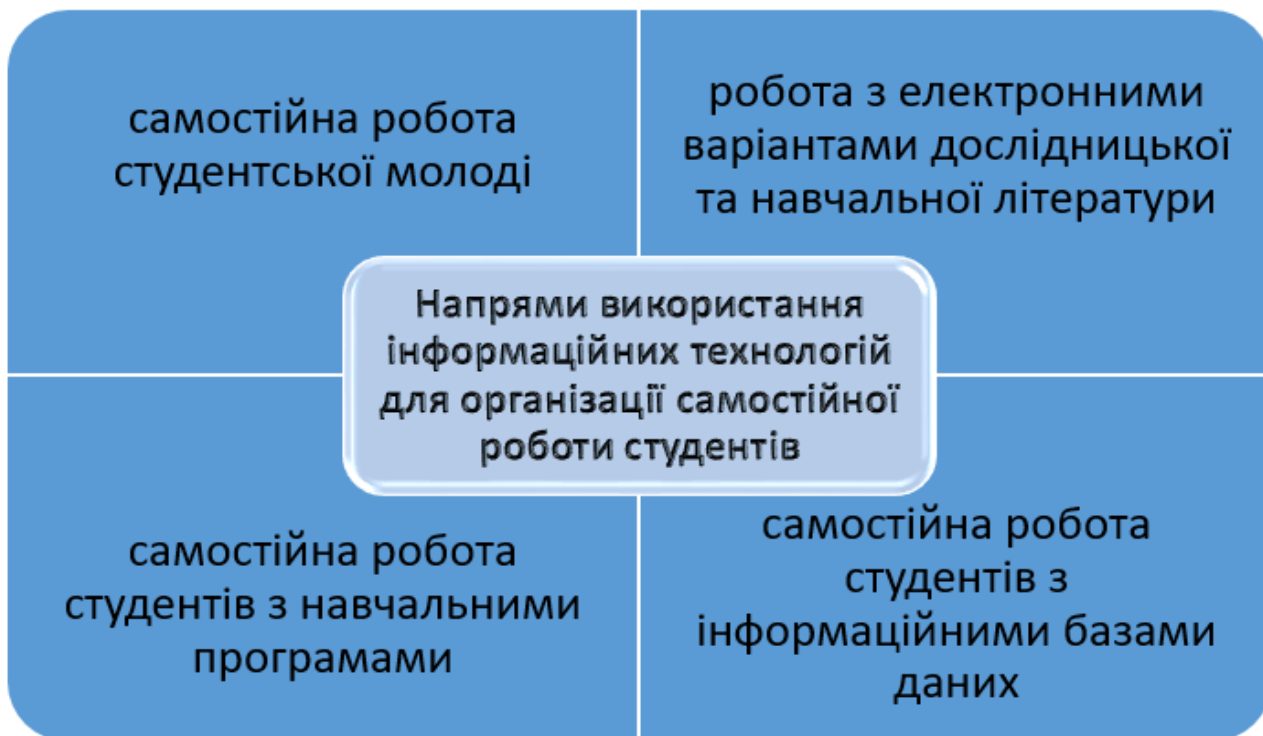 самостійна робота
студентської молоді
робота з електронними
варіантами дослідницької
та навчальної літератури
Напрями використання
інформаційних технологій
для організації самостійної
роботи студентів
самостійна робота
студентів з навчальними
програмами
самостійна робота
студентів з
інформаційними базами
даних